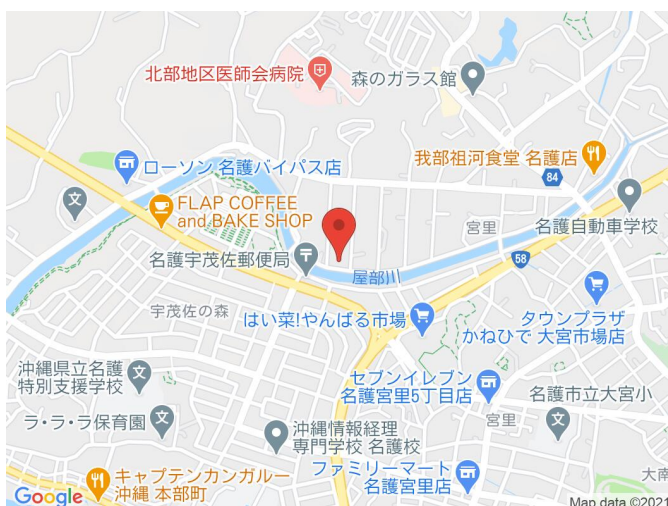 北部地区医師会病院
森のガラス館
ローソン 名護バイパス店
我部祖河食堂 名護店
84
文
FLAP COFFEE
and BAKE SHOP
宮里
名護自動車学校
名護宇茂佐郵便局
58
屋部川
宇茂佐の森
はい菜!やんばる市場
タウンプラザ
かねひで 大宮市場店
沖縄県立名護
特別支援学校
文
セブンイレブン
名護宮里5丁目店
名護市立大宮小
ラ・ラ・ラ保育園
文
宮里
文
沖縄情報経理
専門学校 名護校
キャプテンカンガルー
沖縄 本部町
ファミリーマート
名護宮里店
大南
Google
Map data ©2021